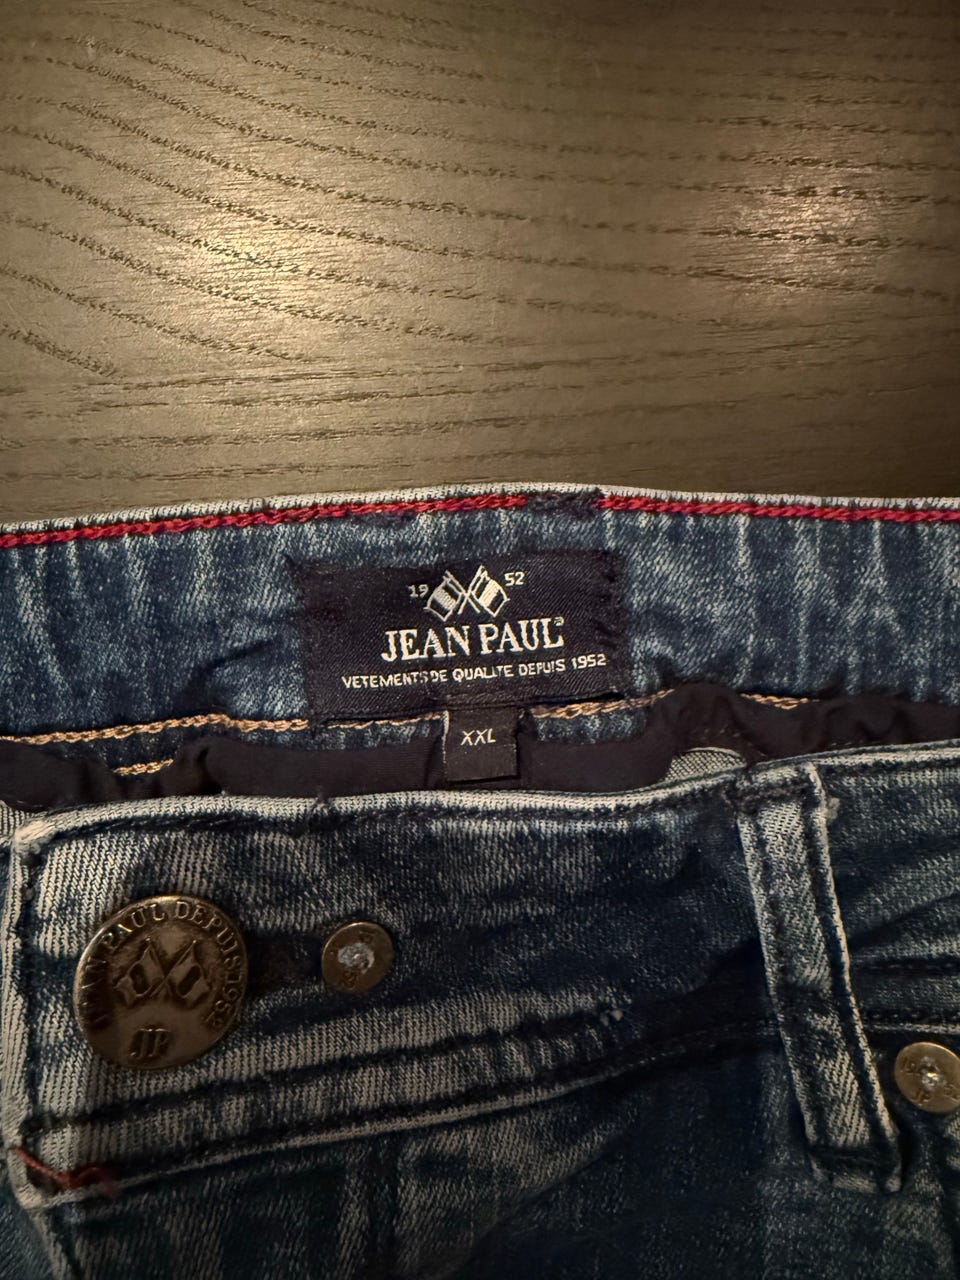 19 52
JEAN PAUL
VETEMENTS DE QUALITE DEPUIS 1952
XXL
JEAN PAUL DEPUIS 1952
JP